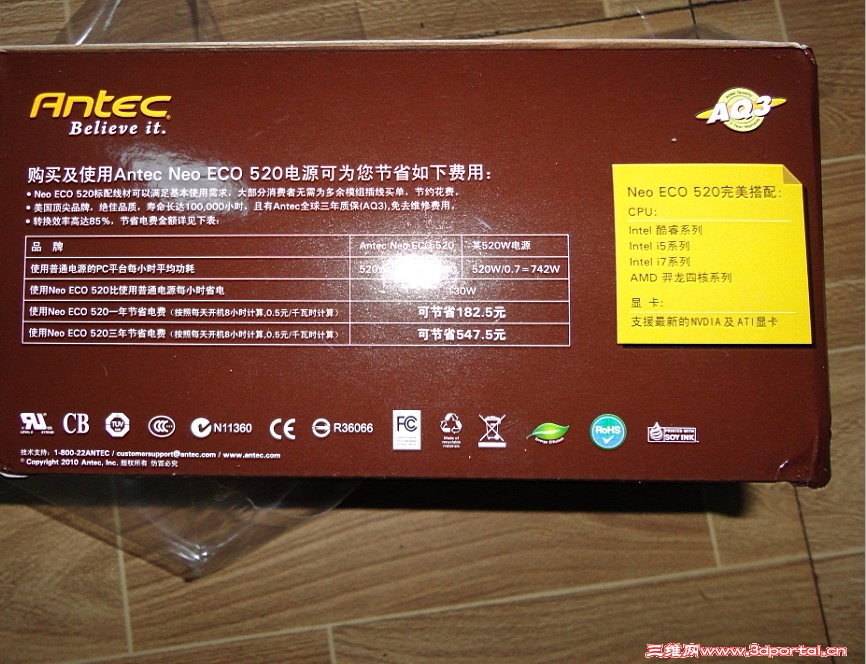 Antec
Believe it.
AQ3
购买及使用Antec Neo ECO 520电源可为您节省如下费用：
• Neo ECO 520标配线材可以满足基本使用需求，大部分消费者无需为多余模组插线买单，节约花费。
• 美国顶尖品牌，绝佳品质，寿命长达100,000小时，且有Antec全球三年质保(AQ3),免去维修费用。
• 转换效率高达85%，节省电费金额详见下表：
品 牌 Antec Neo ECO 520 某520W电源
使用普通电源的PC平台每小时平均功耗 520W 520W/0.7＝742W
使用Neo ECO 520比使用普通电源每小时省电 130W
使用Neo ECO 520一年节省电费（按照每天开机8小时计算,0.5元/千瓦时计算） 可节省182.5元
使用Neo ECO 520三年节省电费（按照每天开机8小时计算,0.5元/千瓦时计算） 可节省547.5元
Neo ECO 520完美搭配：
CPU:
Intel 酷睿系列
Intel i5系列
Intel i7系列
AMD 羿龙四核系列
显 卡:
支援最新的NVDIA及ATI显卡
CB
TUV
CCC
N11360
CE
R36066
FC
Made of recyclable materials
Energy Efficient
RoHS
PRINTED WITH
SOY INK
技术支持：1-800-22ANTEC / customersupport@antec.com / www.antec.com
© Copyright 2010 Antec, Inc. 版权所有 仿冒必究
三维网www.3dportal.cn